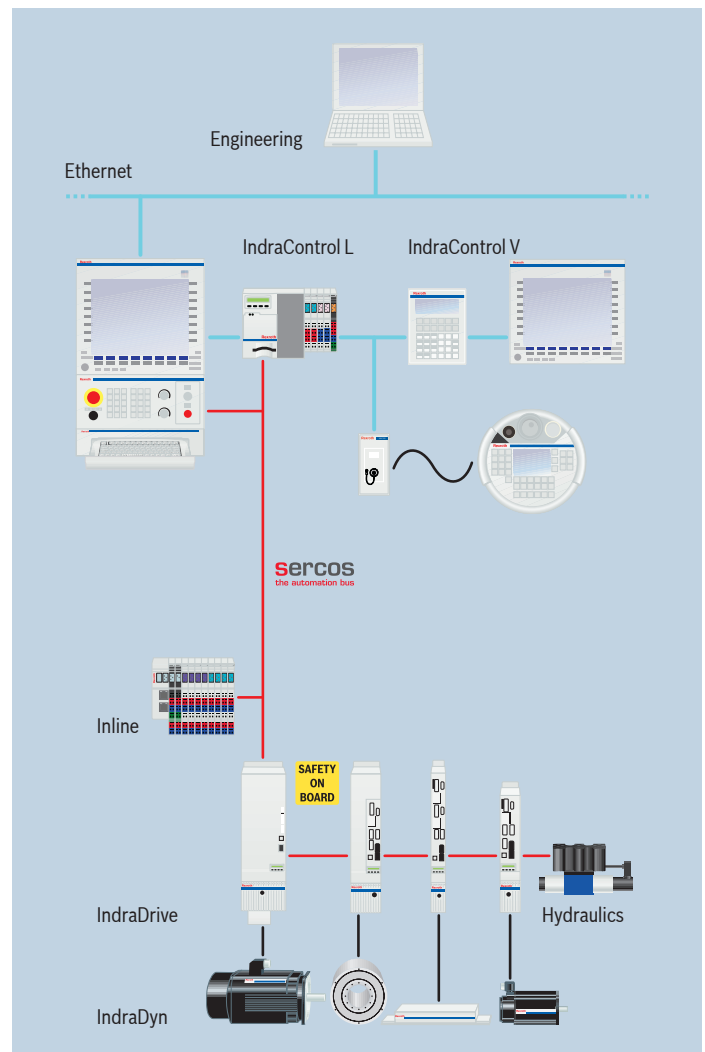 Engineering
Ethernet
IndraControl L
IndraControl V
sercos
the automation bus
Inline
SAFETY
ON
BOARD
IndraDrive
Hydraulics
IndraDyn